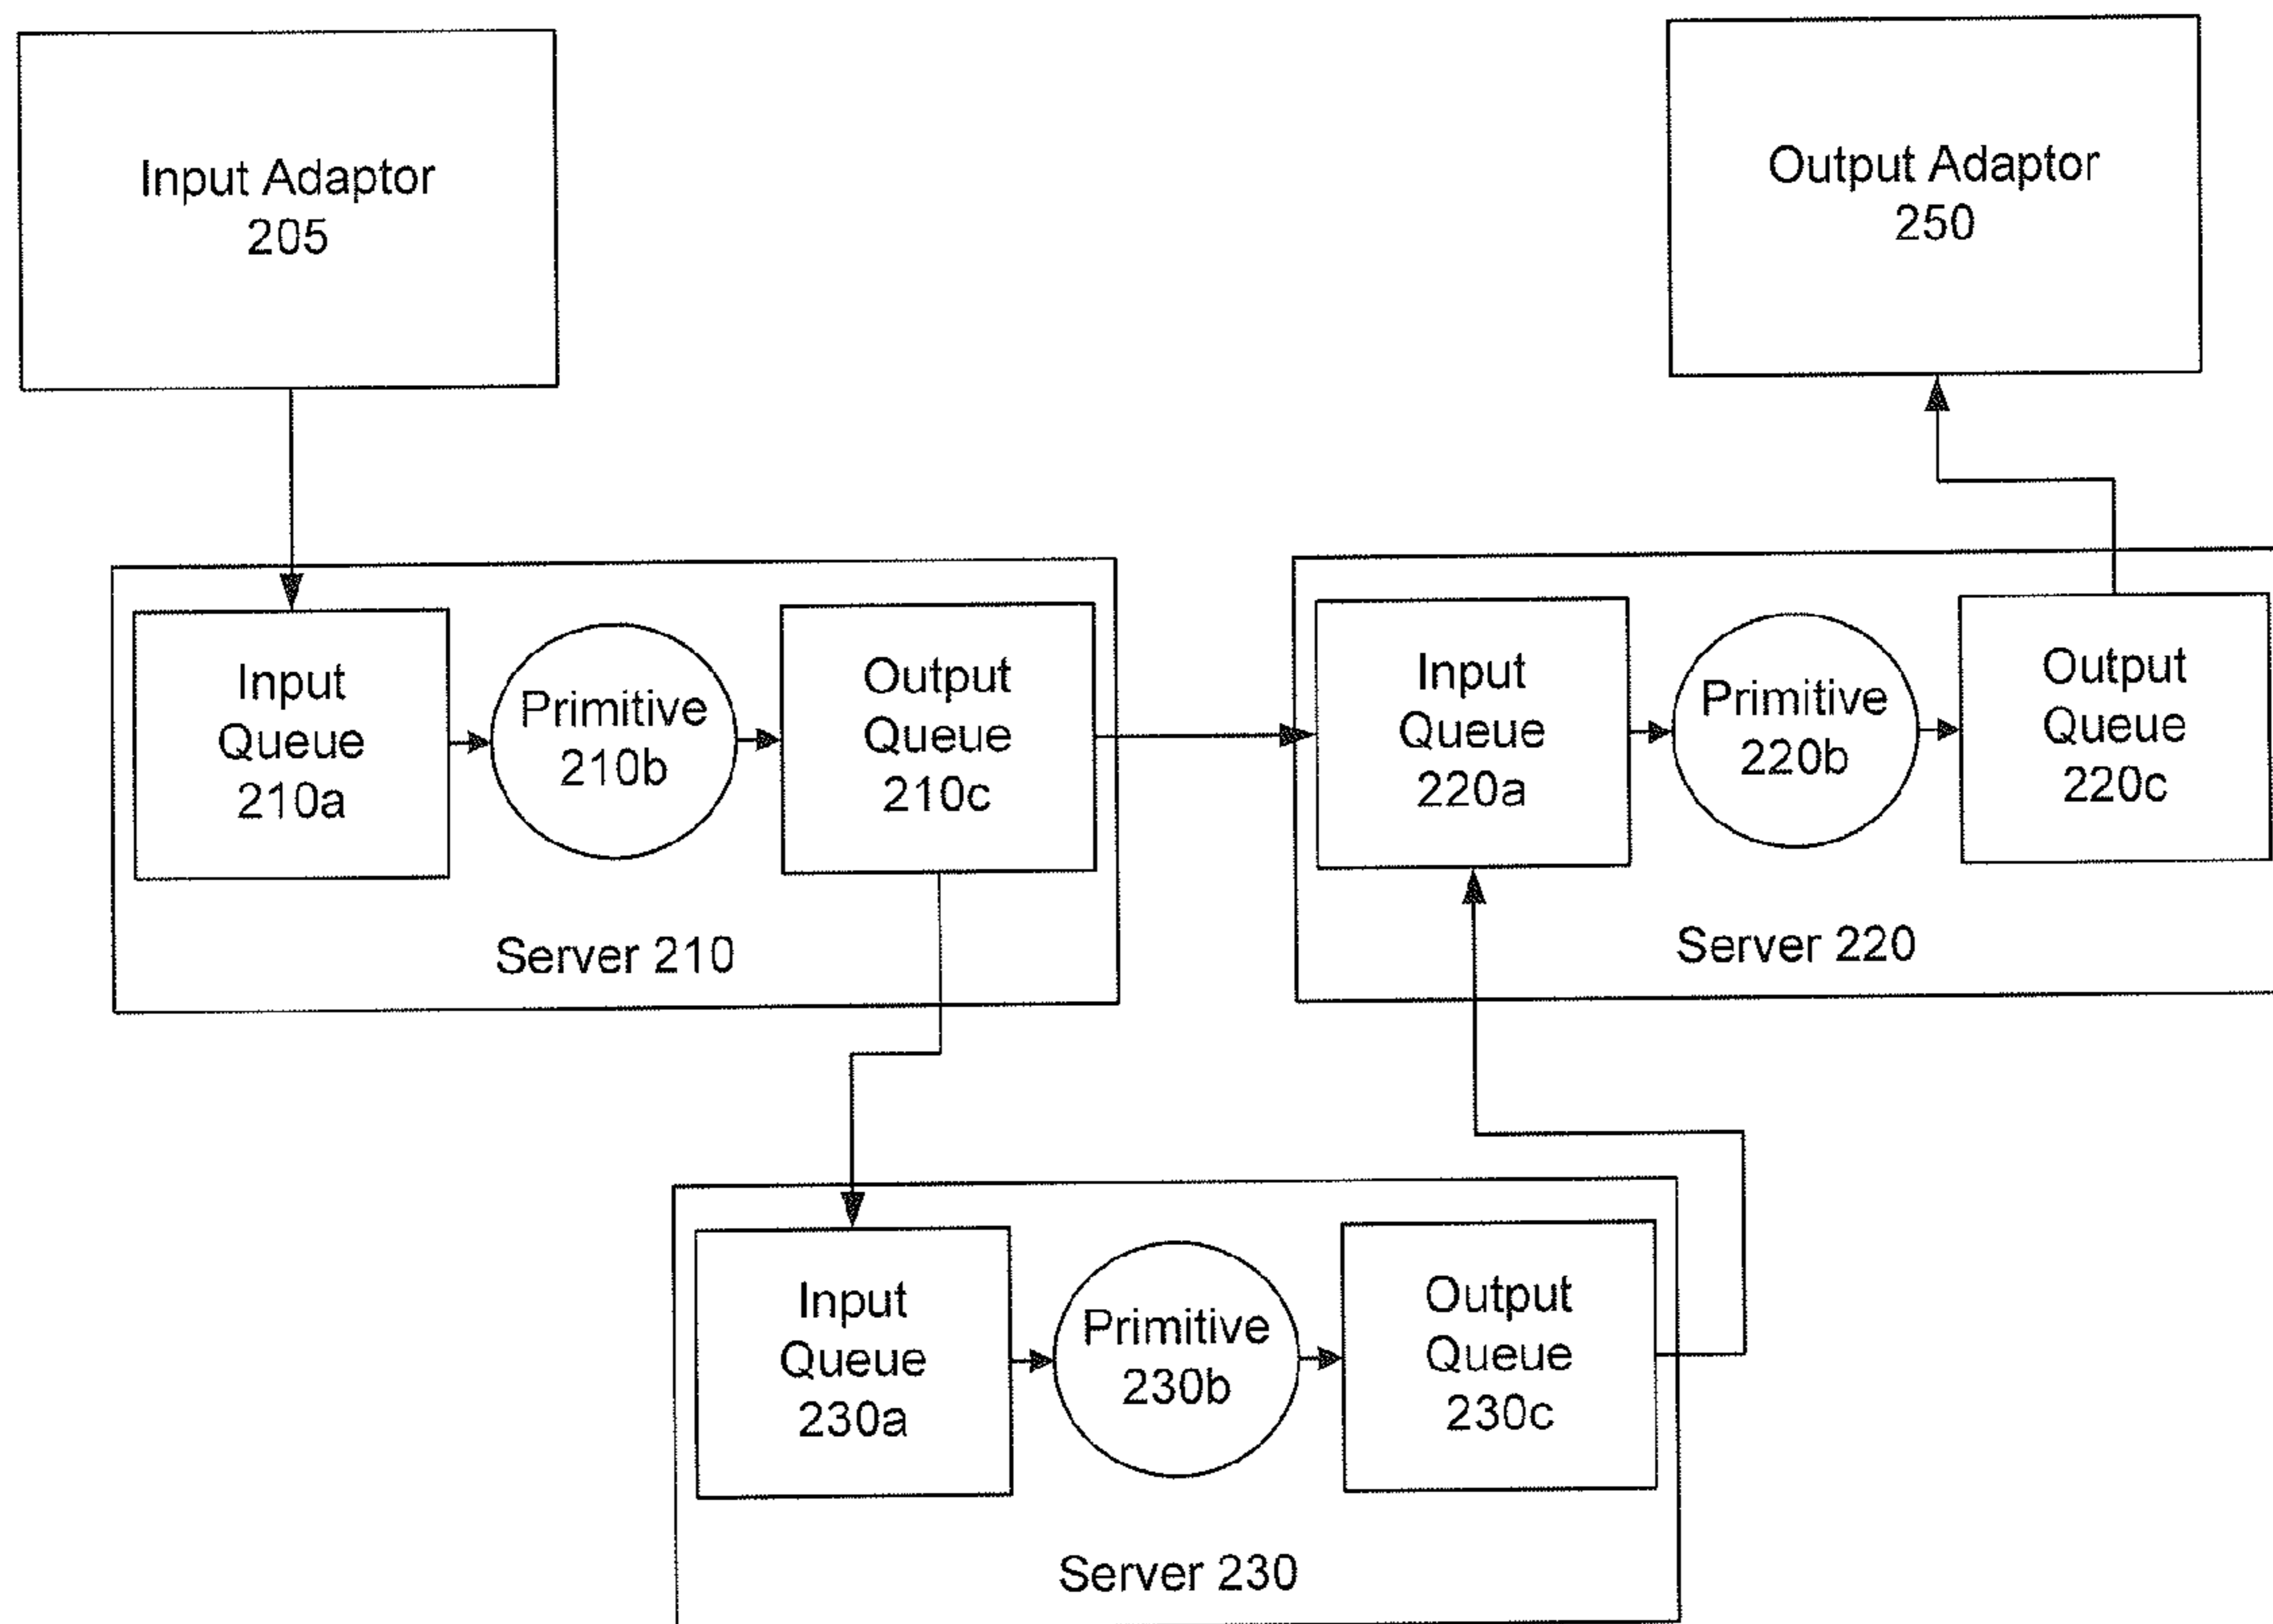 Input Adaptor
205
Output Adaptor
250
Input
Queue
210a
Primitive
210b
Output
Queue
210c
Server 210
Input
Queue
220a
Primitive
220b
Output
Queue
220c
Server 220
Input
Queue
230a
Primitive
230b
Output
Queue
230c
Server 230